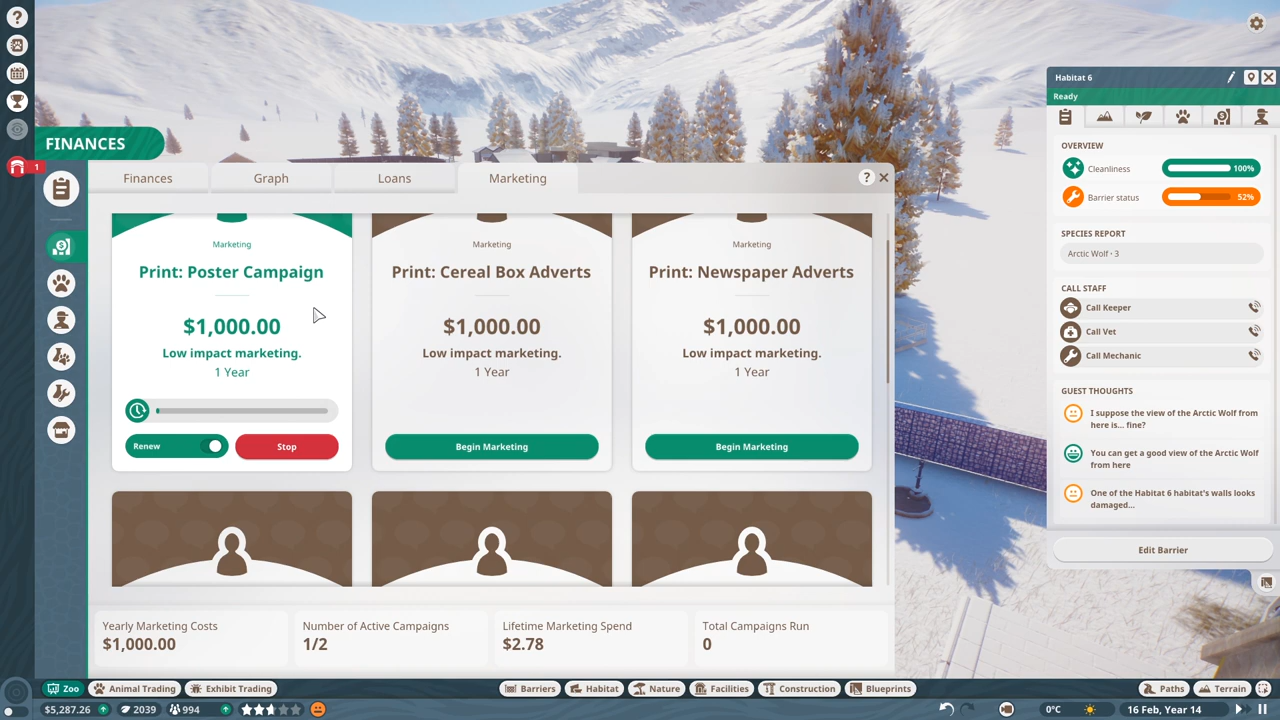 ?
FINANCES
1
Finances
Graph
Loans
Marketing
?
Marketing
Print: Poster Campaign
$1,000.00
Low impact marketing.
1 Year
Renew
Stop
Marketing
Print: Cereal Box Adverts
$1,000.00
Low impact marketing.
1 Year
Begin Marketing
Marketing
Print: Newspaper Adverts
$1,000.00
Low impact marketing.
1 Year
Begin Marketing
Yearly Marketing Costs
$1,000.00
Number of Active Campaigns
1/2
Lifetime Marketing Spend
$2.78
Total Campaigns Run
0
Habitat 6
Ready
OVERVIEW
Cleanliness
100%
Barrier status
52%
SPECIES REPORT
Arctic Wolf · 3
CALL STAFF
Call Keeper
Call Vet
Call Mechanic
GUEST THOUGHTS
I suppose the view of the Arctic Wolf from
here is... fine?
You can get a good view of the Arctic Wolf
from here
One of the Habitat 6 habitat's walls looks
damaged...
Edit Barrier
Zoo
Animal Trading
Exhibit Trading
Barriers
Habitat
Nature
Facilities
Construction
Blueprints
Paths
Terrain
$5,287.26
2039
994
0°C
16 Feb, Year 14